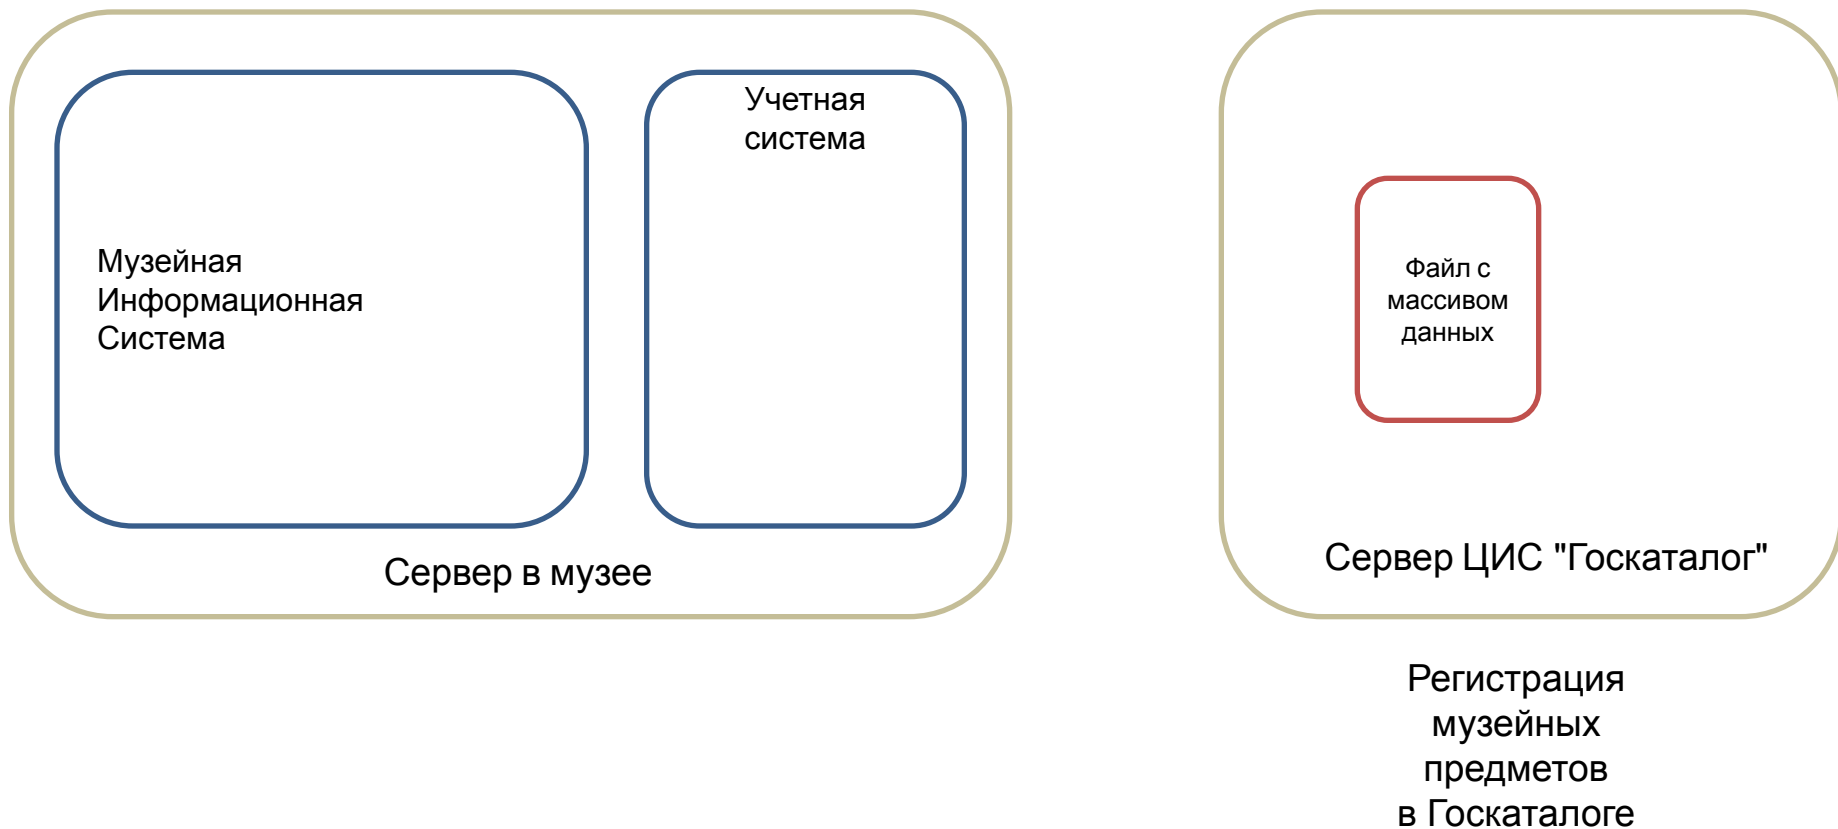 Учетная
система
Музейная
Информационная
Система
Сервер в музее
Файл с
массивом
данных
Сервер ЦИС "Госкаталог"
Регистрация
музейных
предметов
в Госкаталоге